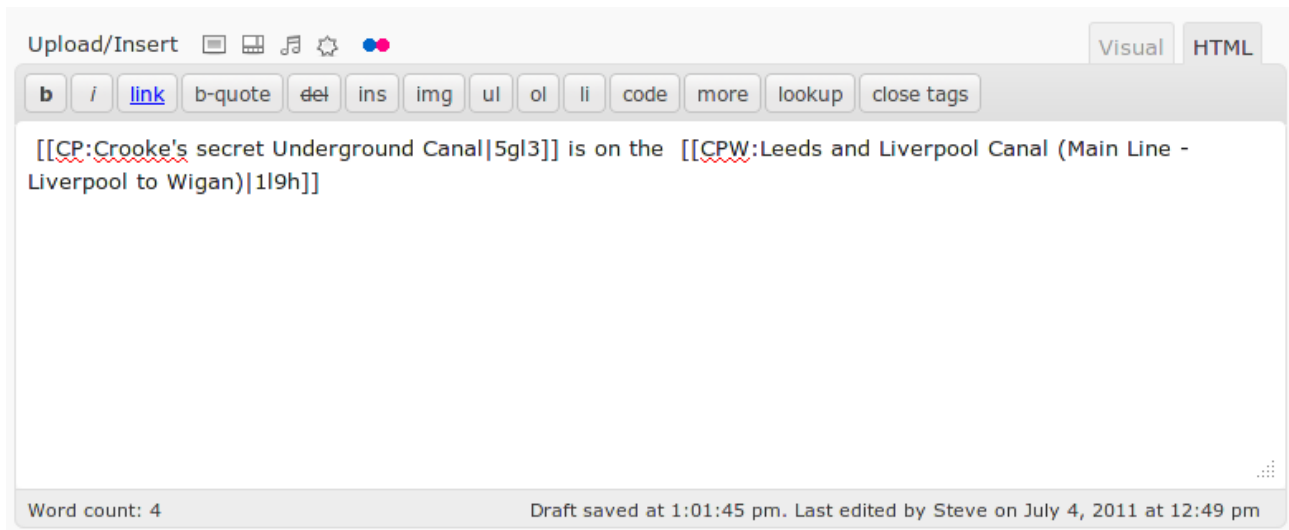 Upload/Insert
Visual HTML
b i link b-quote del ins img ul ol li code more lookup close tags
[[CP:Crooke's secret Underground Canal|5gl3]] is on the [[CPW:Leeds and Liverpool Canal (Main Line -
Liverpool to Wigan)|1l9h]]
Word count: 4
Draft saved at 1:01:45 pm. Last edited by Steve on July 4, 2011 at 12:49 pm